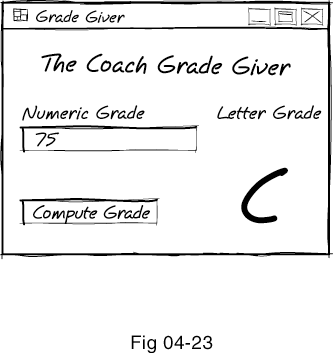 Grade Giver
The Coach Grade Giver
Numeric Grade Letter Grade
75
Compute Grade
C
Fig 04-23